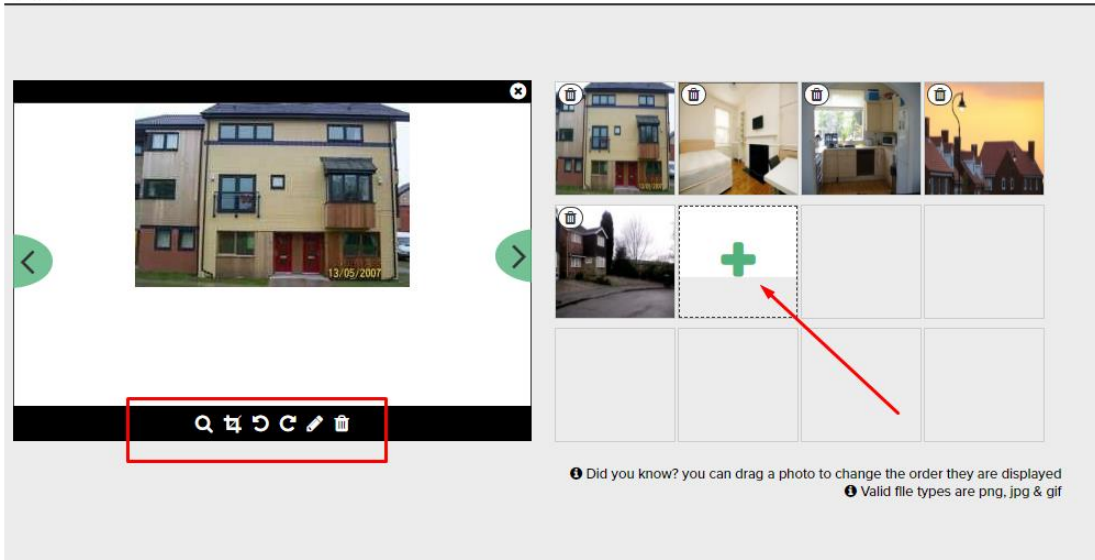 13/05/2007
Did you know? you can drag a photo to change the order they are displayed
Valid file types are png, jpg & gif